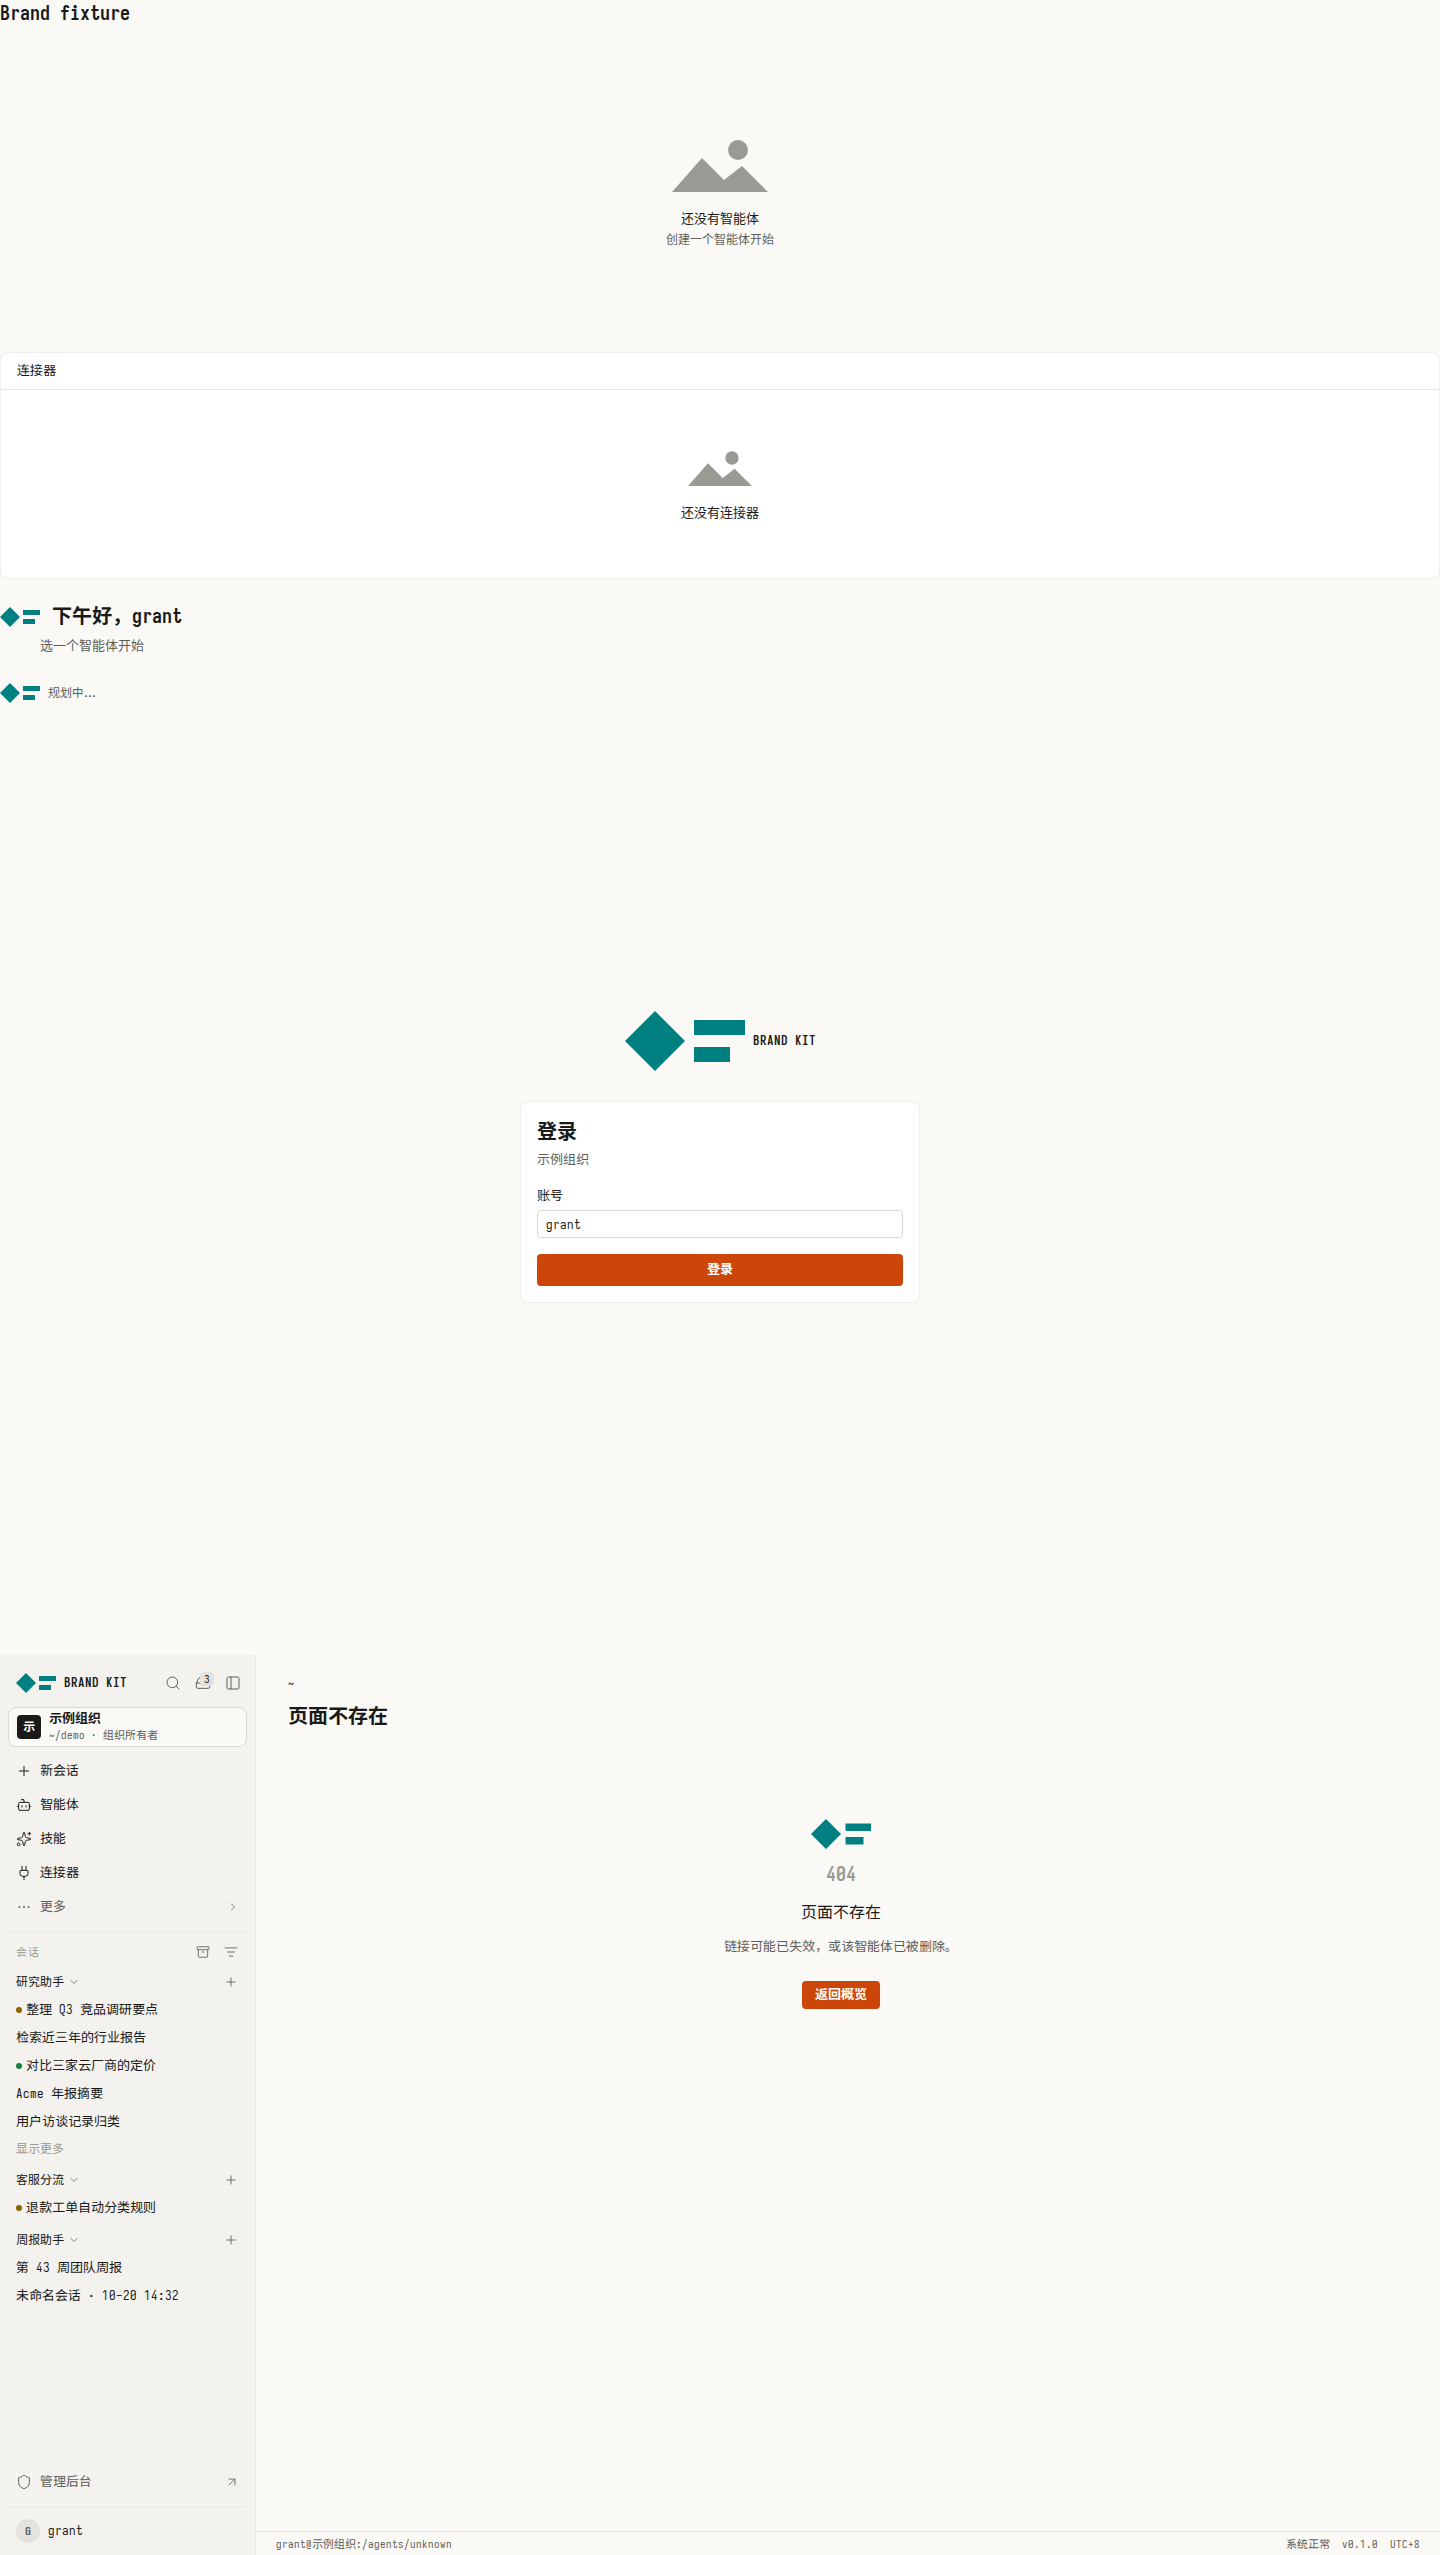 Brand fixture
还没有智能体
创建一个智能体开始
连接器
还没有连接器
下午好，grant
选一个智能体开始
规划中...
BRAND KIT
登录
示例组织
账号
grant
登录
BRAND KIT
3
示
示例组织
~/demo · 组织所有者
新会话
智能体
技能
连接器
更多
会话
研究助手
整理 Q3 竞品调研要点
检索近三年的行业报告
对比三家云厂商的定价
Acme 年报摘要
用户访谈记录归类
显示更多
客服分流
退款工单自动分类规则
周报助手
第 43 周团队周报
未命名会话 · 10-20 14:32
管理后台
G
grant
~
页面不存在
404
页面不存在
链接可能已失效，或该智能体已被删除。
返回概览
grant@示例组织:/agents/unknown
系统正常 v0.1.0 UTC+8